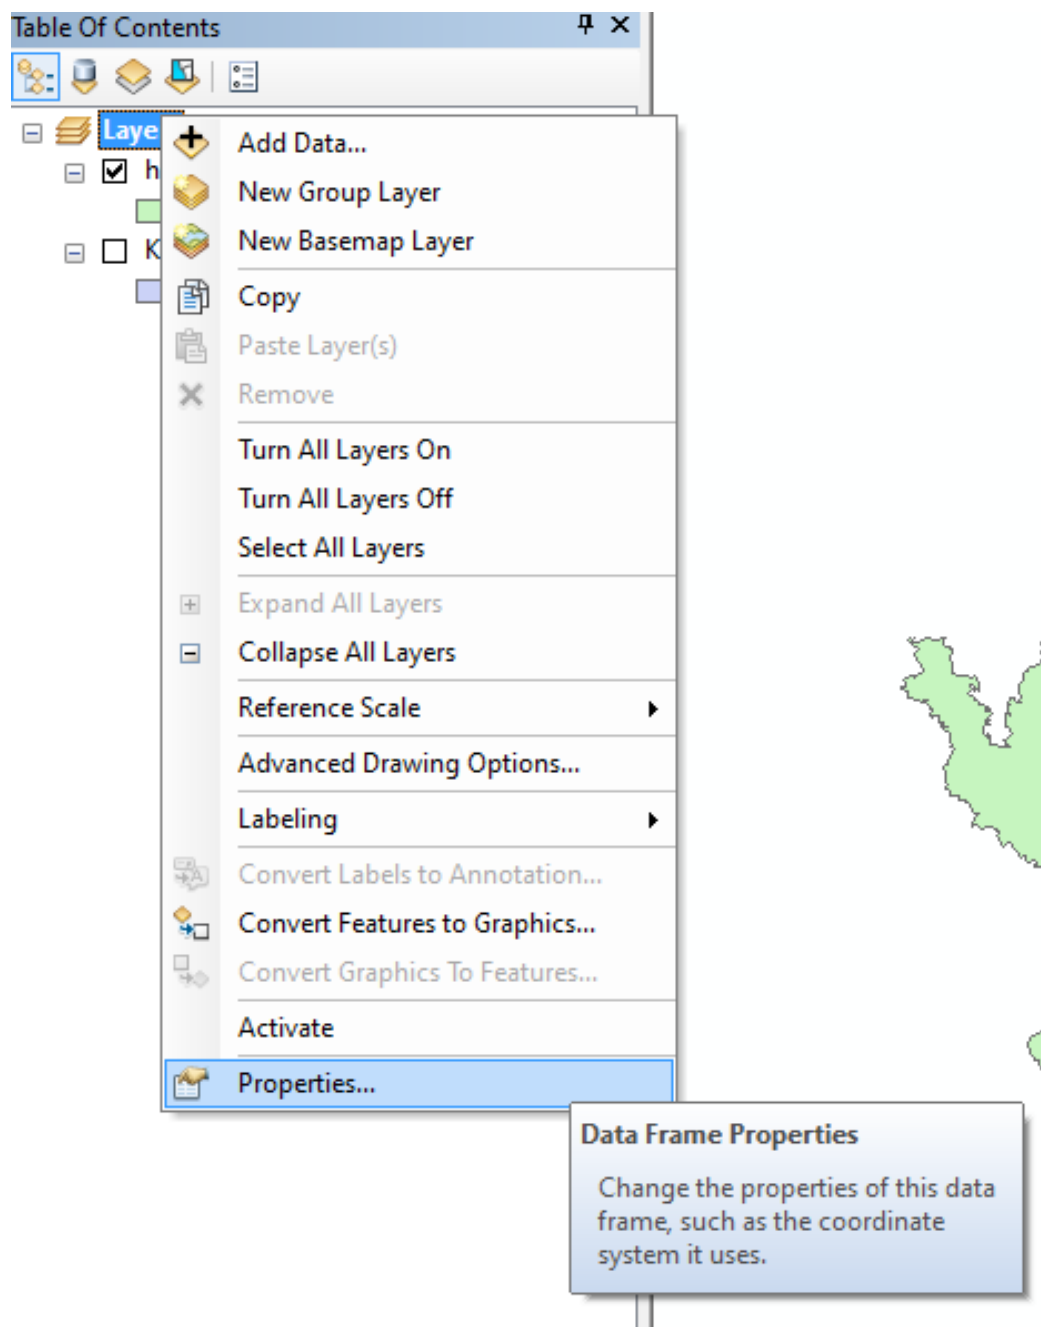 Table Of Contents
Laye
h
K
Add Data...
New Group Layer
New Basemap Layer
Copy
Paste Layer(s)
Remove
Turn All Layers On
Turn All Layers Off
Select All Layers
Expand All Layers
Collapse All Layers
Reference Scale
Advanced Drawing Options...
Labeling
Convert Labels to Annotation...
Convert Features to Graphics...
Convert Graphics To Features...
Activate
Properties...
Data Frame Properties
Change the properties of this data
frame, such as the coordinate
system it uses.